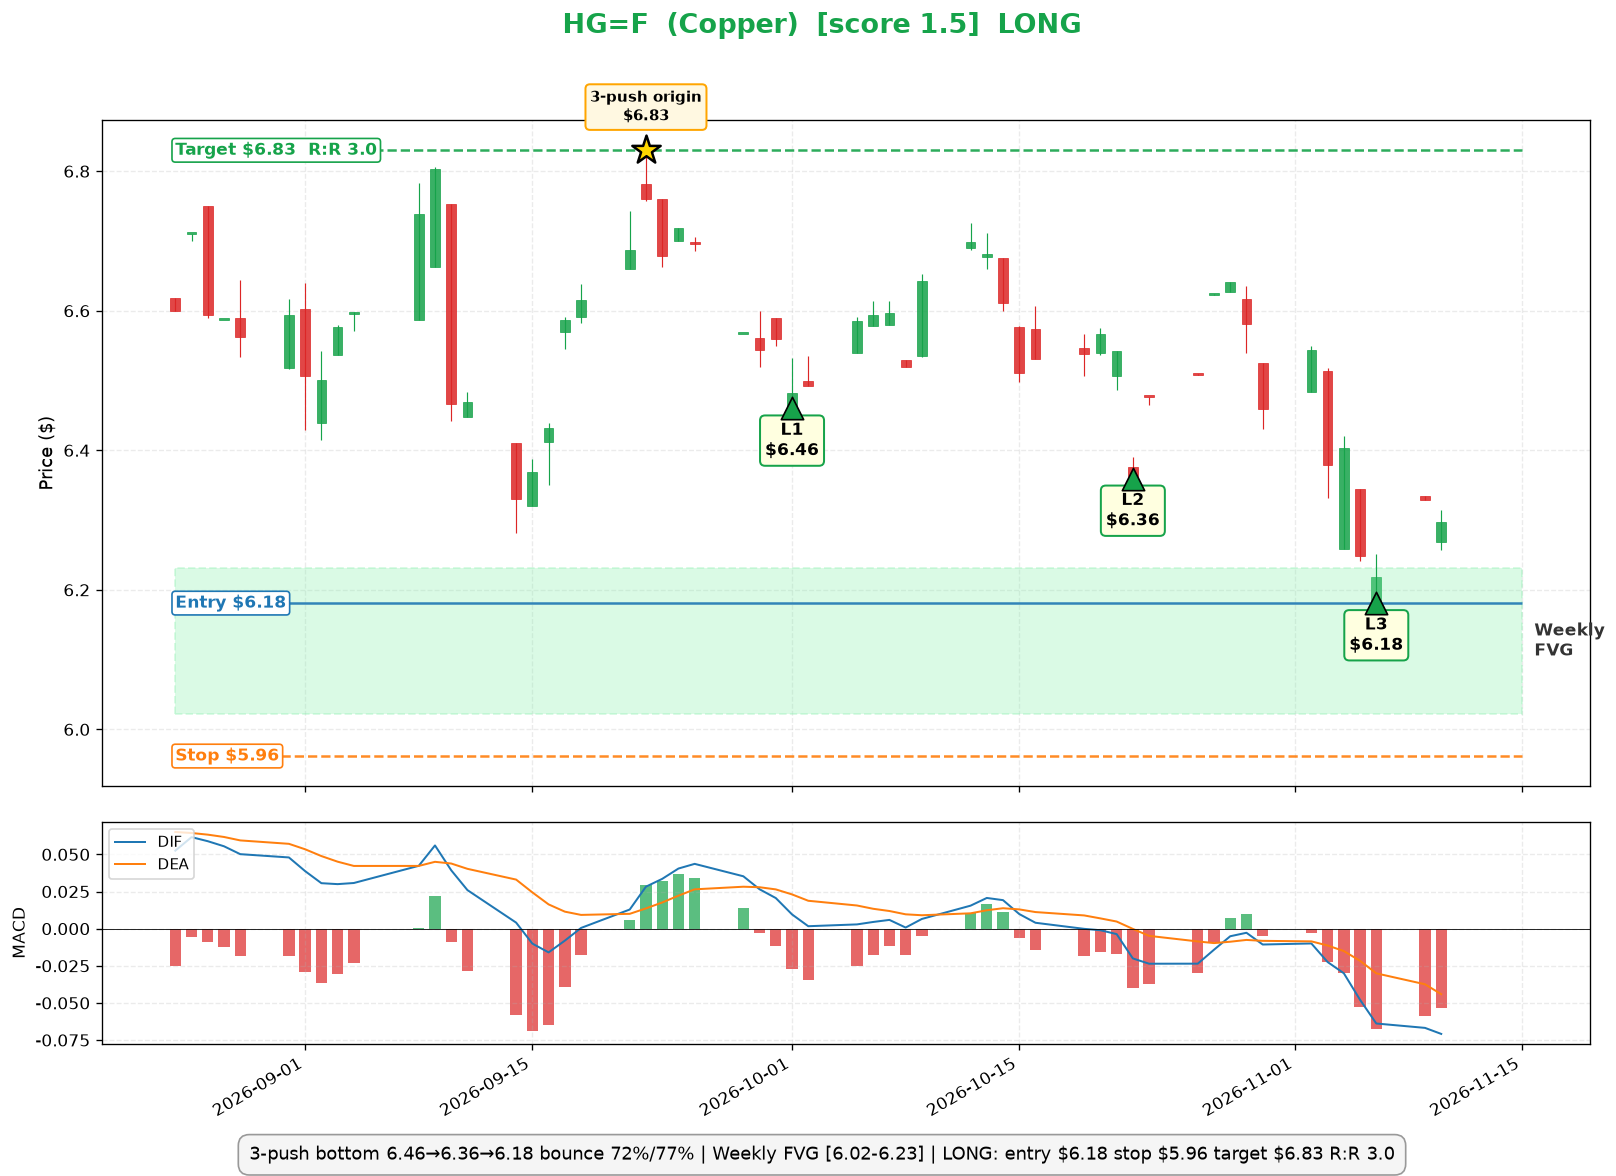 HG=F  (Copper)  [score 1.5]  LONG
3-push origin
$6.83
Target $6.83  R:R 3.0
6.8
6.6
6.4
6.2
6.0
Price ($)
L1
$6.46
L2
$6.36
L3
$6.18
Entry $6.18
Weekly
FVG
Stop $5.96
DIF
DEA
0.050
0.025
0.000
-0.025
-0.050
-0.075
MACD
2026-09-01
2026-09-15
2026-10-01
2026-10-15
2026-11-01
2026-11-15
3-push bottom 6.46→6.36→6.18 bounce 72%/77% | Weekly FVG [6.02-6.23] | LONG: entry $6.18 stop $5.96 target $6.83 R:R 3.0